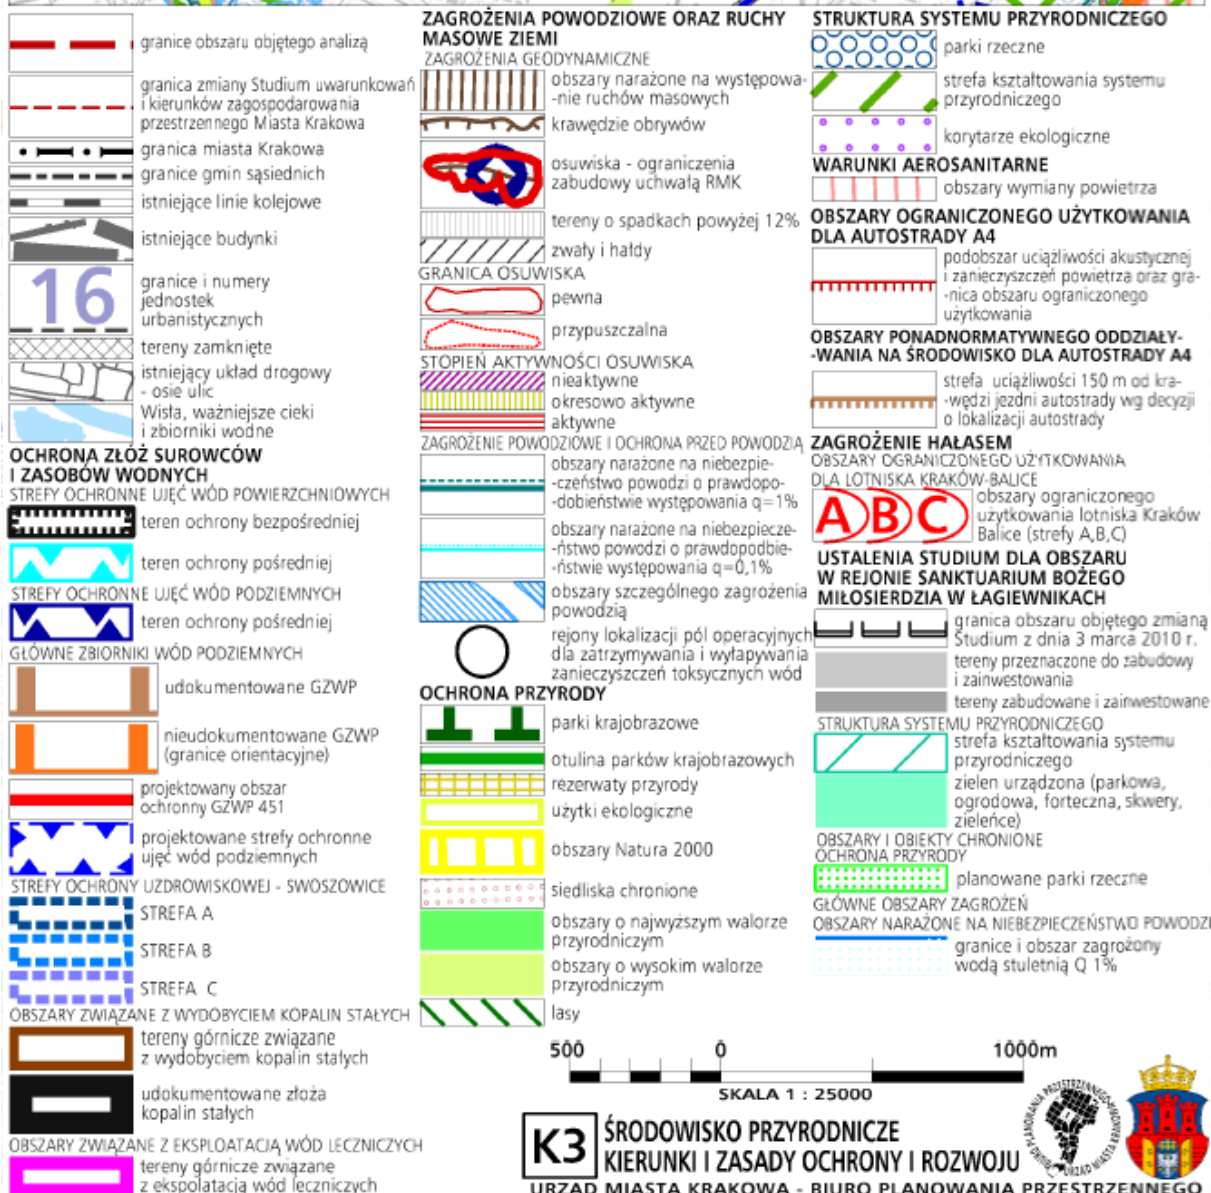 granice obszaru objętego analizą
granica zmiany Studium uwarunkowań
i kierunków zagospodarowania
przestrzennego Miasta Krakowa
granica miasta Krakowa
granice gmin sąsiednich
istniejące linie kolejowe
istniejące budynki
16
granice i numery
jednostek
urbanistycznych
tereny zamknięte
istniejący układ drogowy
- osie ulic
Wisła, ważniejsze cieki
i zbiorniki wodne
OCHRONA ZŁÓŻ SUROWCÓW
I ZASOBÓW WODNYCH
STREFY OCHRONNE UJĘĆ WÓD POWIERZCHNIOWYCH
teren ochrony bezpośredniej
teren ochrony pośredniej
STREFY OCHRONNE UJĘĆ WÓD PODZIEMNYCH
teren ochrony pośredniej
GŁÓWNE ZBIORNIKI WÓD PODZIEMNYCH
udokumentowane GZWP
nieudokumentowane GZWP
(granice orientacyjne)
projektowany obszar
ochronny GZWP 451
projektowane strefy ochronne
ujęć wód podziemnych
STREFY OCHRONY UZDROWISKOWEJ - SWOSZOWICE
STREFA A
STREFA B
STREFA C
OBSZARY ZWIĄZANE Z WYDOBYCIEM KOPALIN STAŁYCH
tereny górnicze związane
z wydobyciem kopalin stałych
udokumentowane złoża
kopalin stałych
OBSZARY ZWIĄZANE Z EKSPLOATACJĄ WÓD LECZNICZYCH
tereny górnicze związane
z ekspolatacją wód leczniczych
ZAGROŻENIA POWODZIOWE ORAZ RUCHY
MASOWE ZIEMI
ZAGROŻENIA GEODYNAMICZNE
obszary narażone na występowa-
-nie ruchów masowych
krawędzie obrywów
osuwiska - ograniczenia
zabudowy uchwałą RMK
tereny o spadkach powyżej 12%
zwały i hałdy
GRANICA OSUWISKA
pewna
przypuszczalna
STOPIEŃ AKTYWNOŚCI OSUWISKA
nieaktywne
okresowo aktywne
aktywne
ZAGROŻENIE POWODZIOWE I OCHRONA PRZED POWODZIĄ
obszary narażone na niebezpie-
-czeństwo powodzi o prawdopo-
-dobieństwie występowania q=1%
obszary narażone na niebezpiecze-
-ństwo powodzi o prawdopodbie-
-ństwie występowania q=0,1%
obszary szczególnego zagrożenia
powodzią
rejony lokalizacji pól operacyjnych
dla zatrzymywania i wyłapywania
zanieczyszczeń toksycznych wód
OCHRONA PRZYRODY
parki krajobrazowe
otulina parków krajobrazowych
rezerwaty przyrody
użytki ekologiczne
obszary Natura 2000
siedliska chronione
obszary o najwyższym walorze
przyrodniczym
obszary o wysokim walorze
przyrodniczym
lasy
STRUKTURA SYSTEMU PRZYRODNICZEGO
parki rzeczne
strefa kształtowania systemu
przyrodniczego
korytarze ekologiczne
WARUNKI AEROSANITARNE
obszary wymiany powietrza
OBSZARY OGRANICZONEGO UŻYTKOWANIA
DLA AUTOSTRADY A4
podobszar uciążliwości akustycznej
i zanieczyszczeń powietrza oraz gra-
-nica obszaru ograniczonego
użytkowania
OBSZARY PONADNORMATYWNEGO ODDZIAŁY-
-WANIA NA ŚRODOWISKO DLA AUTOSTRADY A4
strefa uciążliwości 150 m od kra-
-wędzi jezdni autostrady wg decyzji
o lokalizacji autostrady
ZAGROŻENIE HAŁASEM
OBSZARY OGRANICZONEGO UŻYTKOWANIA
DLA LOTNISKA KRAKÓW-BALICE
A B C
obszary ograniczonego
użytkowania lotniska Kraków
Balice (strefy A,B,C)
USTALENIA STUDIUM DLA OBSZARU
W REJONIE SANKTUARIUM BOŻEGO
MIŁOSIERDZIA W ŁAGIEWNIKACH
granica obszaru objętego zmianą
Studium z dnia 3 marca 2010 r.
tereny przeznaczone do zabudowy
i zainwestowania
tereny zabudowane i zainwestowane
STRUKTURA SYSTEMU PRZYRODNICZEGO
strefa kształtowania systemu
przyrodniczego
zielen urządzona (parkowa,
ogrodowa, forteczna, skwery,
zieleńce)
OBSZARY I OBIEKTY CHRONIONE
OCHRONA PRZYRODY
planowane parki rzeczne
GŁÓWNE OBSZARY ZAGROŻEŃ
OBSZARY NARAŻONE NA NIEBEZPIECZEŃSTWO POWODZI
granice i obszar zagrożony
wodą stuletnią Q 1%
500 0 1000m
SKALA 1 : 25000
K3
ŚRODOWISKO PRZYRODNICZE
KIERUNKI I ZASADY OCHRONY I ROZWOJU
URZĄD MIASTA KRAKOWA - BIURO PLANOWANIA PRZESTRZENNEGO